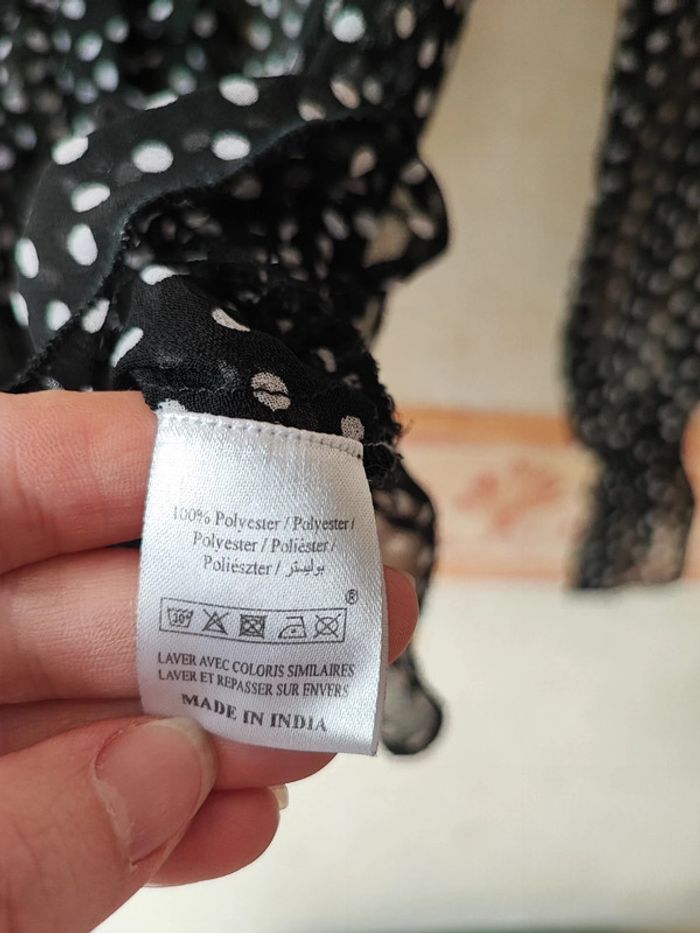 100% Polyester / Polyester /
Polyester / Poliéster /
Poliészter / بوليستر
®
30°
LAVER AVEC COLORIS SIMILAIRES
LAVER ET REPASSER SUR ENVERS
MADE IN INDIA